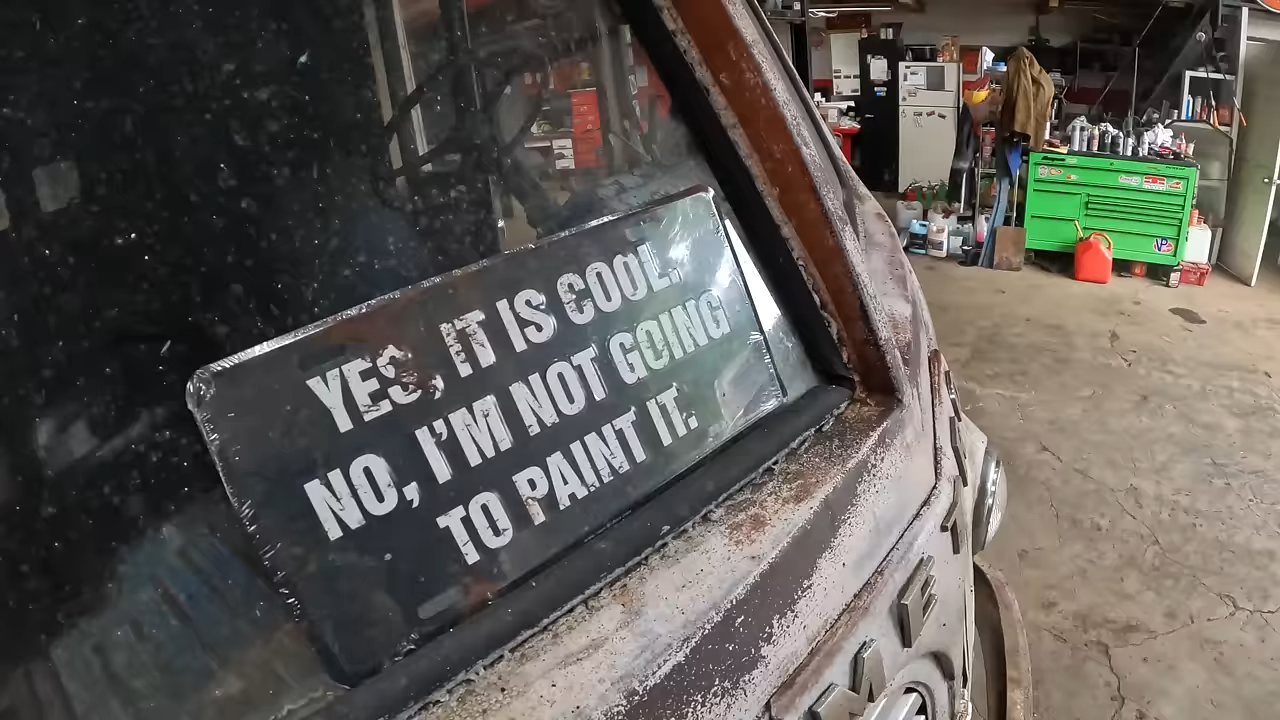 YES, IT IS COOL.
NO, I'M NOT GOING
TO PAINT IT.